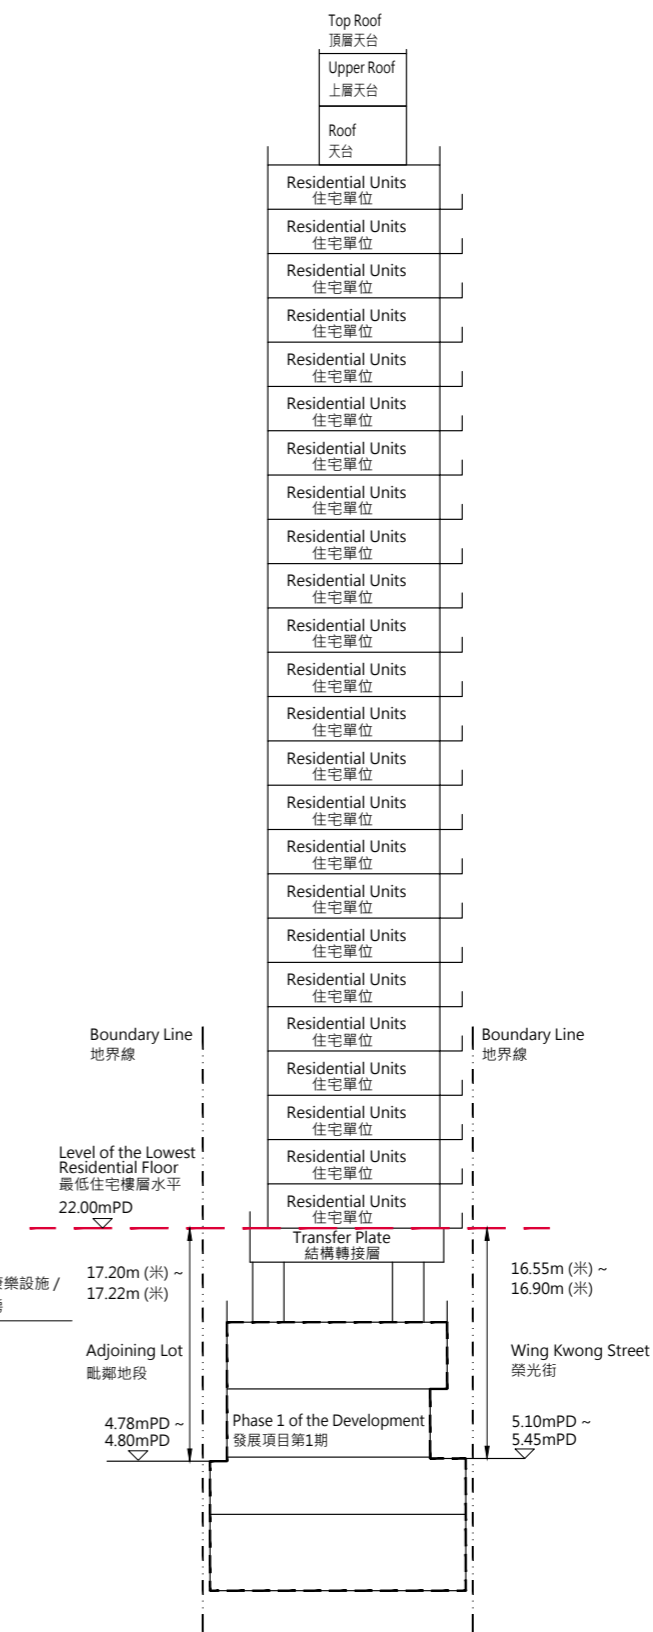 Top Roof
頂層天台
Upper Roof
上層天台
Roof
天台
Residential Units
住宅單位
Residential Units
住宅單位
Residential Units
住宅單位
Residential Units
住宅單位
Residential Units
住宅單位
Residential Units
住宅單位
Residential Units
住宅單位
Residential Units
住宅單位
Residential Units
住宅單位
Residential Units
住宅單位
Residential Units
住宅單位
Residential Units
住宅單位
Residential Units
住宅單位
Residential Units
住宅單位
Residential Units
住宅單位
Residential Units
住宅單位
Residential Units
住宅單位
Residential Units
住宅單位
Residential Units
住宅單位
Residential Units
住宅單位
Residential Units
住宅單位
Residential Units
住宅單位
Residential Units
住宅單位
Residential Units
住宅單位
Boundary Line
地界線
Boundary Line
地界線
Level of the Lowest
Residential Floor
最低住宅樓層水平
22.00mPD
Transfer Plate
結構轉接層
17.20m (米) ~
17.22m (米)
16.55m (米) ~
16.90m (米)
樂設施 /
Adjoining Lot
毗鄰地段
Wing Kwong Street
榮光街
4.78mPD ~
4.80mPD
Phase 1 of the Development
發展項目第1期
5.10mPD ~
5.45mPD